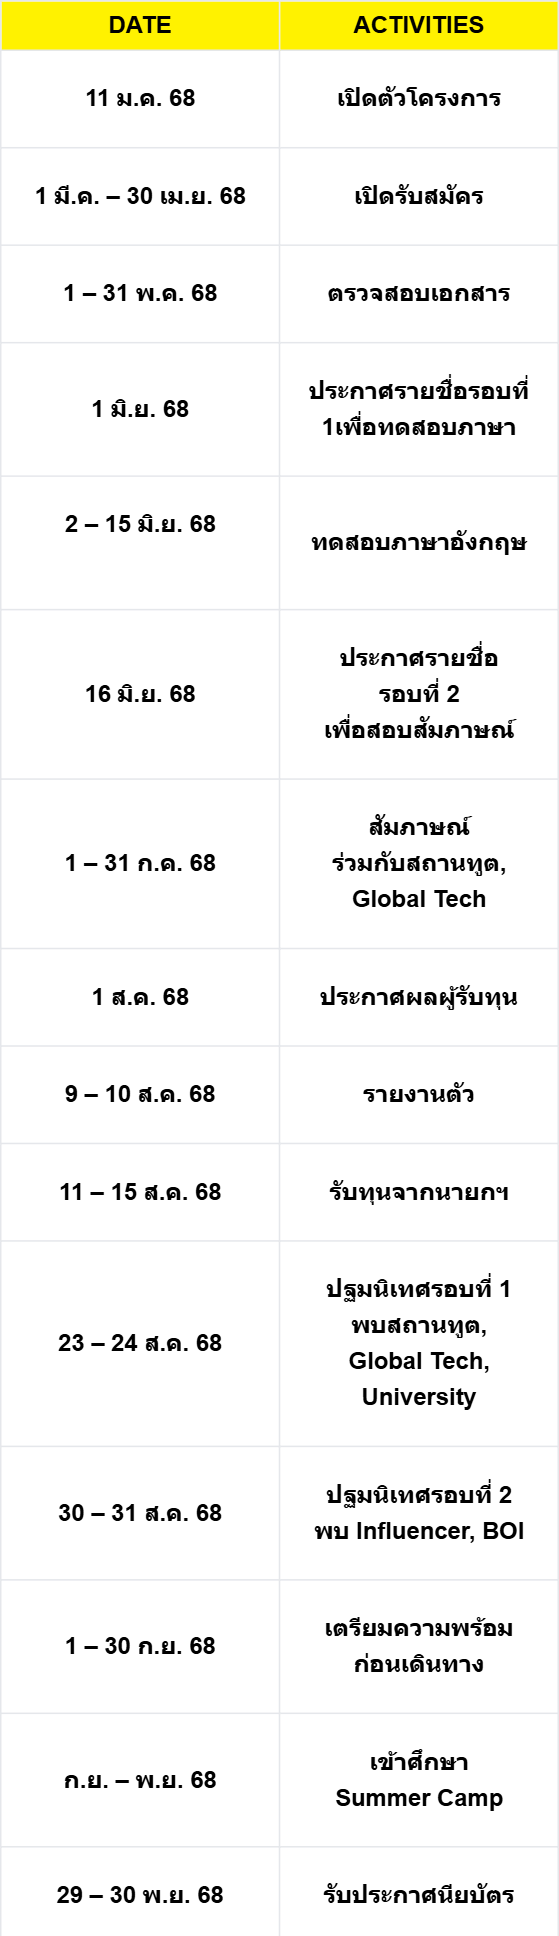 DATE
ACTIVITIES
11 ม.ค. 68
เปิดตัวโครงการ
1 มี.ค. – 30 เม.ย. 68
เปิดรับสมัคร
1 – 31 พ.ค. 68
ตรวจสอบเอกสาร
1 มิ.ย. 68
ประกาศรายชื่อรอบที่
1เพื่อทดสอบภาษา
2 – 15 มิ.ย. 68
ทดสอบภาษาอังกฤษ
16 มิ.ย. 68
ประกาศรายชื่อ
รอบที่ 2
เพื่อสอบสัมภาษณ์
1 – 31 ก.ค. 68
สัมภาษณ์
ร่วมกับสถานทูต,
Global Tech
1 ส.ค. 68
ประกาศผลผู้รับทุน
9 – 10 ส.ค. 68
รายงานตัว
11 – 15 ส.ค. 68
รับทุนจากนายกฯ
23 – 24 ส.ค. 68
ปฐมนิเทศรอบที่ 1
พบสถานทูต,
Global Tech,
University
30 – 31 ส.ค. 68
ปฐมนิเทศรอบที่ 2
พบ Influencer, BOI
1 – 30 ก.ย. 68
เตรียมความพร้อม
ก่อนเดินทาง
ก.ย. – พ.ย. 68
เข้าศึกษา
Summer Camp
29 – 30 พ.ย. 68
รับประกาศนียบัตร